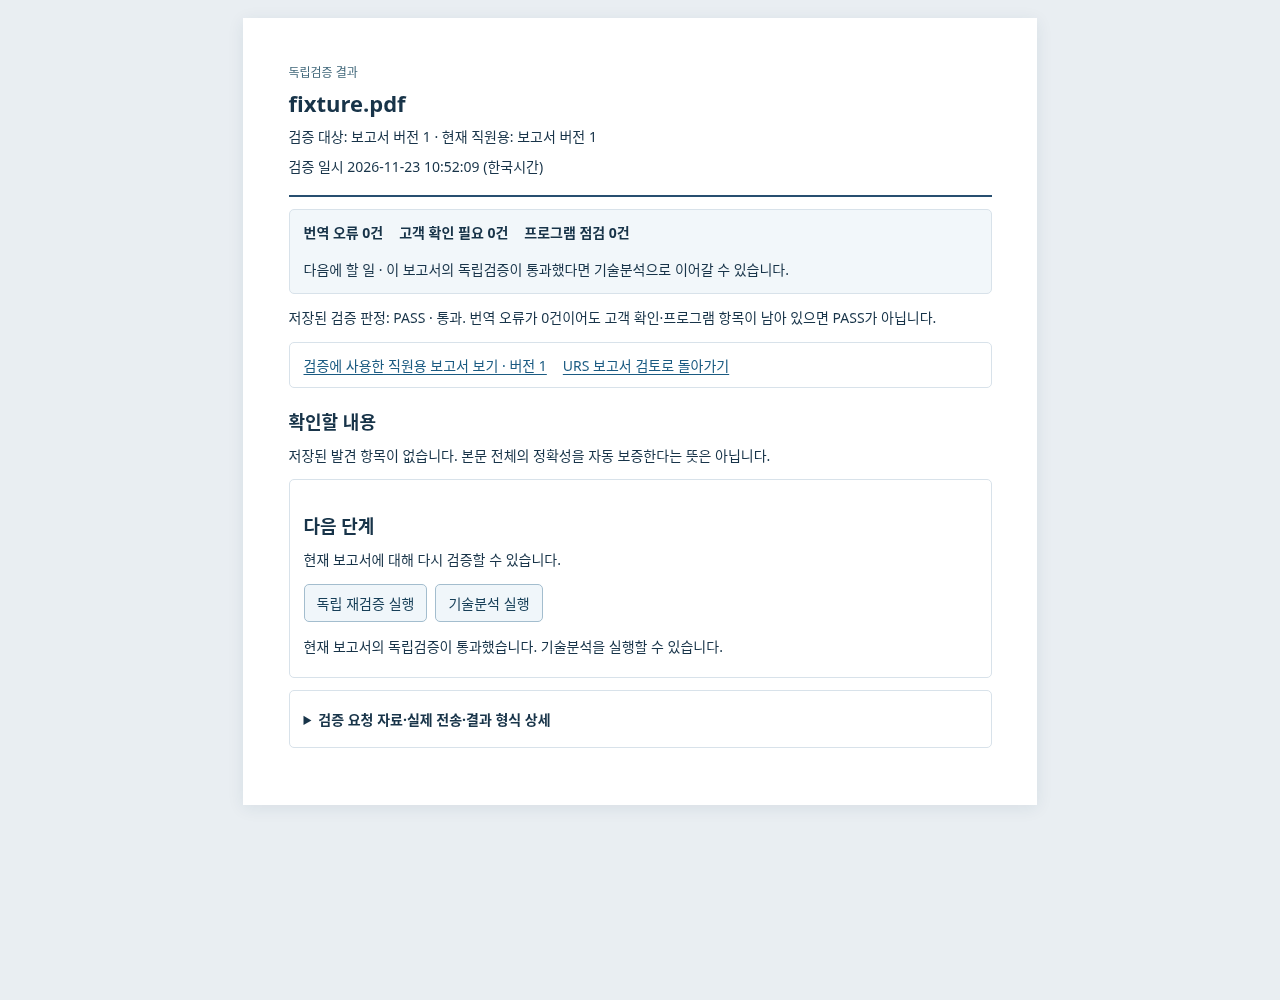 독립검증 결과
fixture.pdf
검증 대상: 보고서 버전 1 · 현재 직원용: 보고서 버전 1
검증 일시 2026-11-23 10:52:09 (한국시간)
번역 오류 0건 고객 확인 필요 0건 프로그램 점검 0건
다음에 할 일 · 이 보고서의 독립검증이 통과했다면 기술분석으로 이어갈 수 있습니다.
저장된 검증 판정: PASS · 통과. 번역 오류가 0건이어도 고객 확인·프로그램 항목이 남아 있으면 PASS가 아닙니다.
검증에 사용한 직원용 보고서 보기 · 버전 1 URS 보고서 검토로 돌아가기
확인할 내용
저장된 발견 항목이 없습니다. 본문 전체의 정확성을 자동 보증한다는 뜻은 아닙니다.
다음 단계
현재 보고서에 대해 다시 검증할 수 있습니다.
독립 재검증 실행 기술분석 실행
현재 보고서의 독립검증이 통과했습니다. 기술분석을 실행할 수 있습니다.
▶ 검증 요청 자료·실제 전송·결과 형식 상세